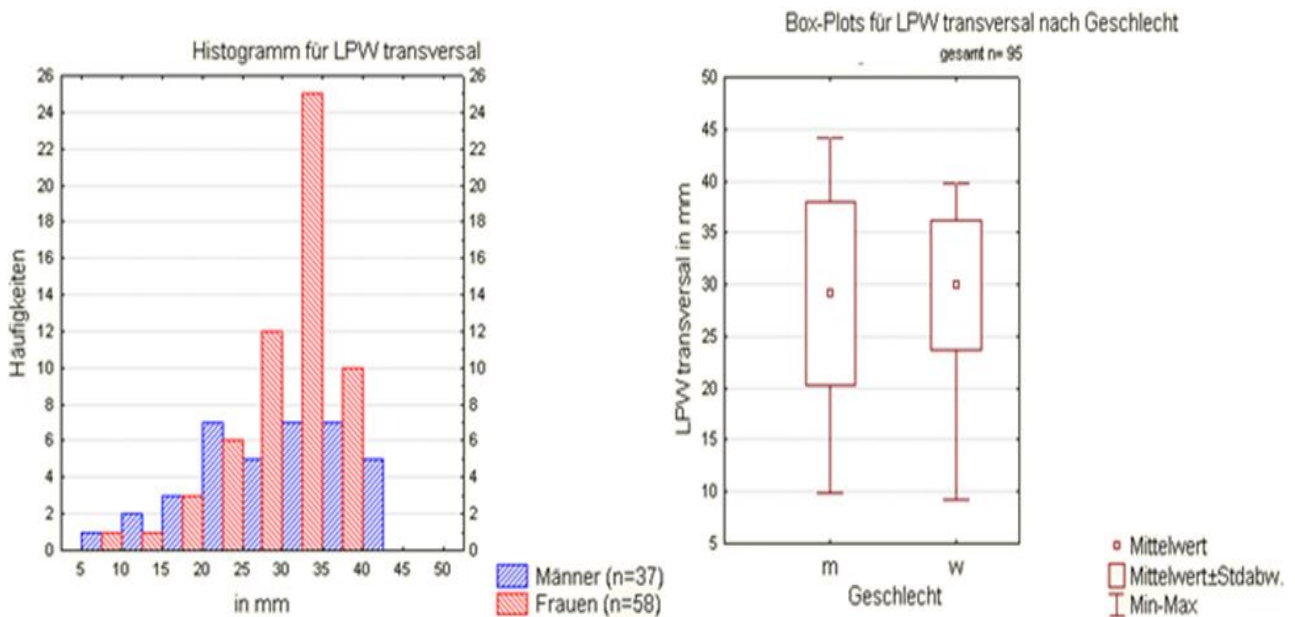 Histogramm für LPW transversal
26
24
22
20
18
16
14
12
10
8
6
4
2
0
Häufigkeiten
26
24
22
20
18
16
14
12
10
8
6
4
2
0
5 10 15 20 25 30 35 40 45 50
in mm
Männer (n=37)
Frauen (n=58)
Box-Plots für LPW transversal nach Geschlecht
gesamt n= 95
50
45
40
35
30
25
20
15
10
5
LPW transversal in mm
m w
Geschlecht
Mittelwert
Mittelwert±Stdabw.
Min-Max